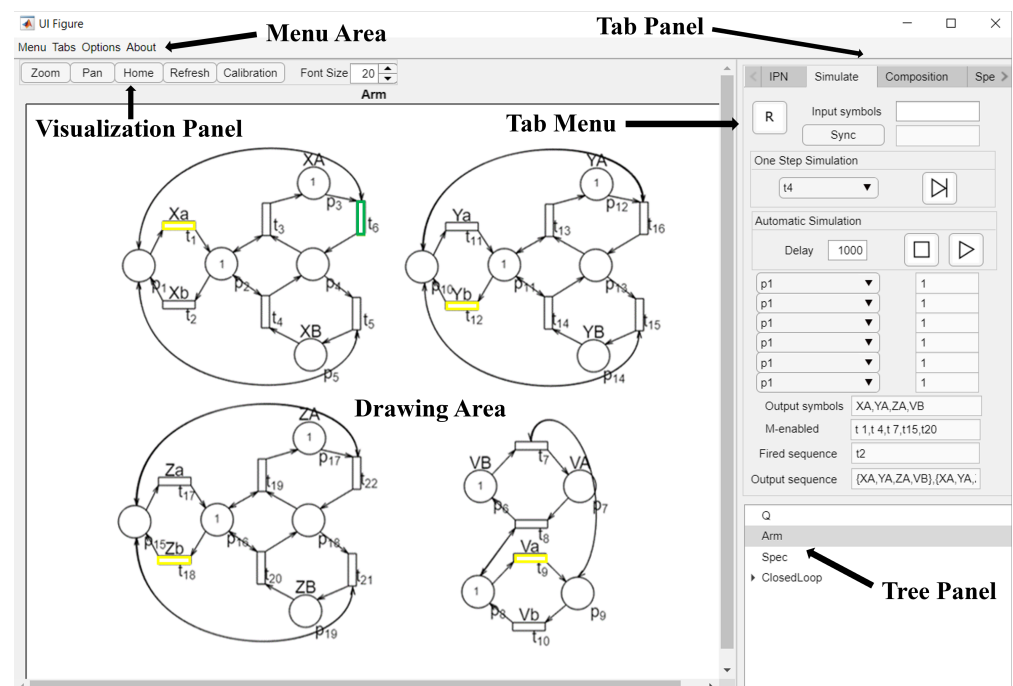 UI Figure
Menu Tabs Options About
Menu Area
Tab Panel
Zoom Pan Home Refresh Calibration Font Size 20
IPN Simulate Composition Spe
Arm
Visualization Panel
Tab Menu
R
Input symbols
Sync
One Step Simulation
t4
Automatic Simulation
Delay 1000
p1 1
p1 1
p1 1
p1 1
p1 1
p1 1
Output symbols XA,YA,ZA,VB
M-enabled t 1,t 4,t 7,t15,t20
Fired sequence t2
Output sequence {XA,YA,ZA,VB},{XA,YA,
Q
Arm
Spec
ClosedLoop
Tree Panel
XA
1
p3
Xa
t1
t3
t6
p1
1
p2
p4
Xb
t2
t4
t5
XB
p5
YA
1
p12
Ya
t11
t13
t16
p10
1
p11
p13
Yb
t12
t14
t15
YB
p14
Drawing Area
ZA
1
p17
Za
t17
t19
t22
p15
1
p16
p18
Zb
t18
t20
t21
ZB
p19
t7
VB
VA
1
p6
p7
t8
Va
t9
1
p8
p9
Vb
t10